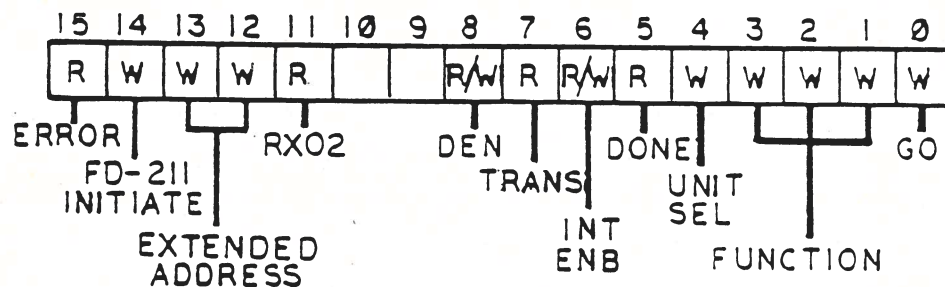 15 14 13 12 11 10 9 8 7 6 5 4 3 2 1 0
R W W W R R/W R R/W R W W W W W
ERROR
FD-211
INITIATE
EXTENDED
ADDRESS
RX02
DEN
TRANS
INT
ENB
DONE
UNIT
SEL
FUNCTION
GO